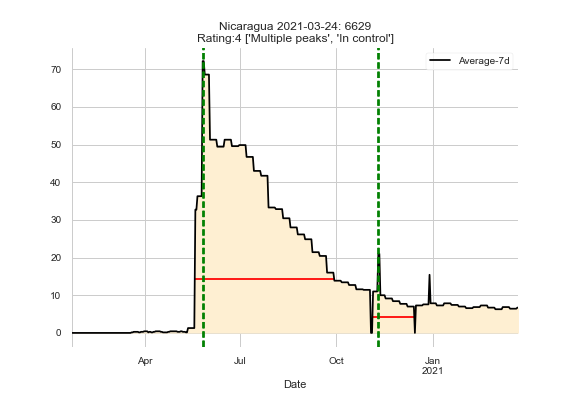 Nicaragua 2021-03-24: 6629
Rating:4 ['Multiple peaks', 'In control']
Average-7d
70
60
50
40
30
20
10
0
Apr
Jul
Oct
Jan
2021
Date